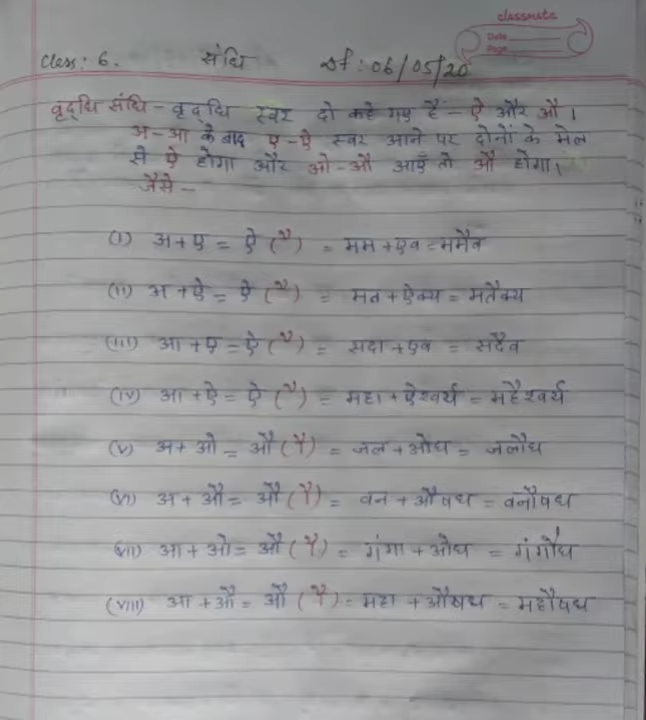 classmate
Date
Page
Class: 6. संधि Dt: 06/05/20
वृद्धि संधि - वृद्धि स्वर दो कहे गए हैं - ऐ और औ।
अ-आ के बाद ए-ऐ स्वर आने पर दोनों के मेल
से ऐ होगा और ओ-औ आएँ तो औ होगा।
जैसे -
(i) अ + ए = ऐ (ै) = मम + एव = ममैव
(ii) अ + ऐ = ऐ (ै) = मत + ऐक्य = मतैक्य
(iii) आ + ए = ऐ (ै) = सदा + एव = सदैव
(iv) आ + ऐ = ऐ (ै) = महा + ऐश्वर्य = महैश्वर्य
(v) अ + ओ = औ (ौ) = जल + ओध = जलौध
(vi) अ + औ = औ (ौ) = वन + औषध = वनौषध
(vii) आ + ओ = औ (ौ) = गंगा + ओध = गंगौध
(viii) आ + औ = औ (ौ) = महा + औषध = महौषध